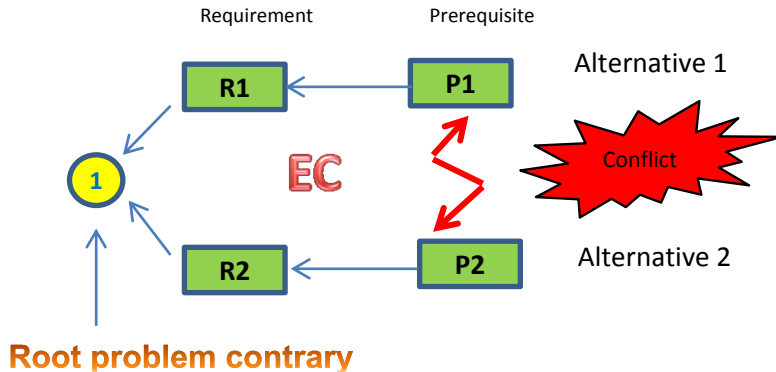 Requirement
Prerequisite
R1
P1
Alternative 1
EC
Conflict
1
R2
P2
Alternative 2
Root problem contrary